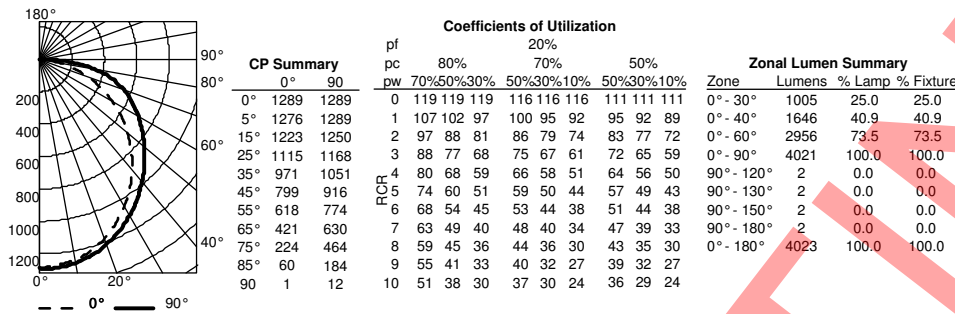 180°
90°
80°
60°
40°
200
400
600
800
1000
1200
0° 20°
0° 90°
CP Summary
0° 90
0° 1289 1289
5° 1276 1289
15° 1223 1250
25° 1115 1168
35° 971 1051
45° 799 916
55° 618 774
65° 421 630
75° 224 464
85° 60 184
90 1 12
Coefficients of Utilization
pf 20%
pc 80% 70% 50%
pw 70%50%30% 50%30%10% 50%30%10%
RCR
0 119 119 119 116 116 116 111 111 111
1 107 102 97 100 95 92 95 92 89
2 97 88 81 86 79 74 83 77 72
3 88 77 68 75 67 61 72 65 59
4 80 68 59 66 58 51 64 56 50
5 74 60 51 59 50 44 57 49 43
6 68 54 45 53 44 38 51 44 38
7 63 49 40 48 40 34 47 39 33
8 59 45 36 44 36 30 43 35 30
9 55 41 33 40 32 27 39 32 27
10 51 38 30 37 30 24 36 29 24
Zonal Lumen Summary
Zone Lumens % Lamp % Fixture
0° - 30° 1005 25.0 25.0
0° - 40° 1646 40.9 40.9
0° - 60° 2956 73.5 73.5
0° - 90° 4021 100.0 100.0
90° - 120° 2 0.0 0.0
90° - 130° 2 0.0 0.0
90° - 150° 2 0.0 0.0
90° - 180° 2 0.0 0.0
0° - 180° 4023 100.0 100.0